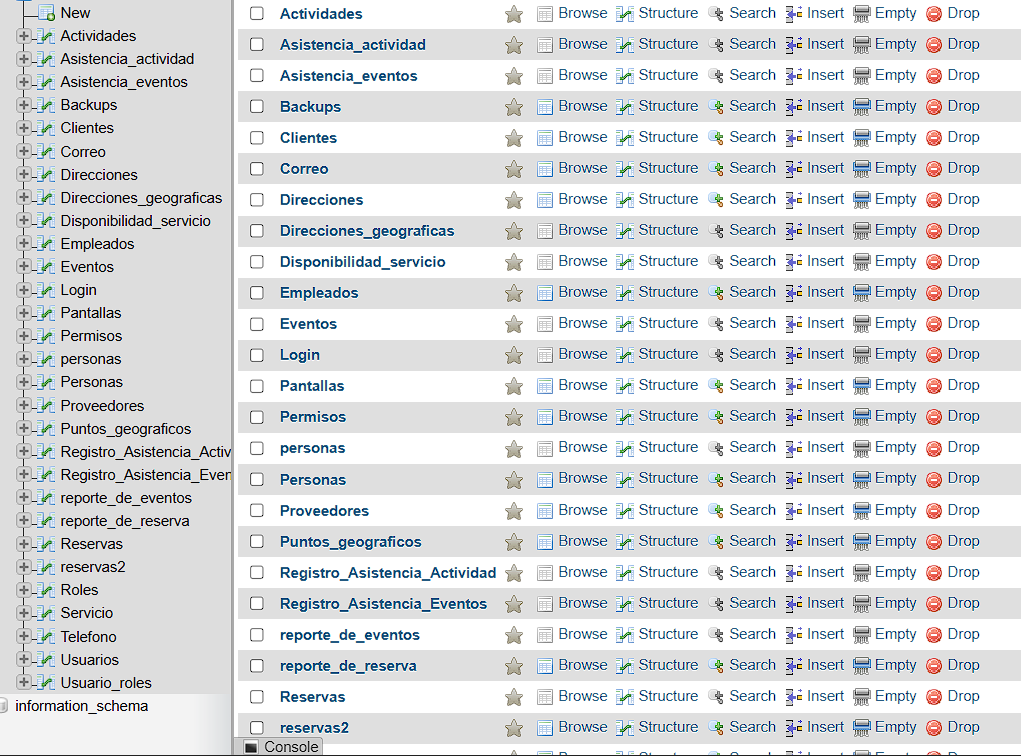 New
Actividades
Asistencia_actividad
Asistencia_eventos
Backups
Clientes
Correo
Direcciones
Direcciones_geograficas
Disponibilidad_servicio
Empleados
Eventos
Login
Pantallas
Permisos
personas
Personas
Proveedores
Puntos_geograficos
Registro_Asistencia_Activ
Registro_Asistencia_Even
reporte_de_eventos
reporte_de_reserva
Reservas
reservas2
Roles
Servicio
Telefono
Usuarios
Usuario_roles
information_schema
Actividades Browse Structure Search Insert Empty Drop
Asistencia_actividad Browse Structure Search Insert Empty Drop
Asistencia_eventos Browse Structure Search Insert Empty Drop
Backups Browse Structure Search Insert Empty Drop
Clientes Browse Structure Search Insert Empty Drop
Correo Browse Structure Search Insert Empty Drop
Direcciones Browse Structure Search Insert Empty Drop
Direcciones_geograficas Browse Structure Search Insert Empty Drop
Disponibilidad_servicio Browse Structure Search Insert Empty Drop
Empleados Browse Structure Search Insert Empty Drop
Eventos Browse Structure Search Insert Empty Drop
Login Browse Structure Search Insert Empty Drop
Pantallas Browse Structure Search Insert Empty Drop
Permisos Browse Structure Search Insert Empty Drop
personas Browse Structure Search Insert Empty Drop
Personas Browse Structure Search Insert Empty Drop
Proveedores Browse Structure Search Insert Empty Drop
Puntos_geograficos Browse Structure Search Insert Empty Drop
Registro_Asistencia_Actividad Browse Structure Search Insert Empty Drop
Registro_Asistencia_Eventos Browse Structure Search Insert Empty Drop
reporte_de_eventos Browse Structure Search Insert Empty Drop
reporte_de_reserva Browse Structure Search Insert Empty Drop
Reservas Browse Structure Search Insert Empty Drop
reservas2 Browse Structure Search Insert Empty Drop
Console